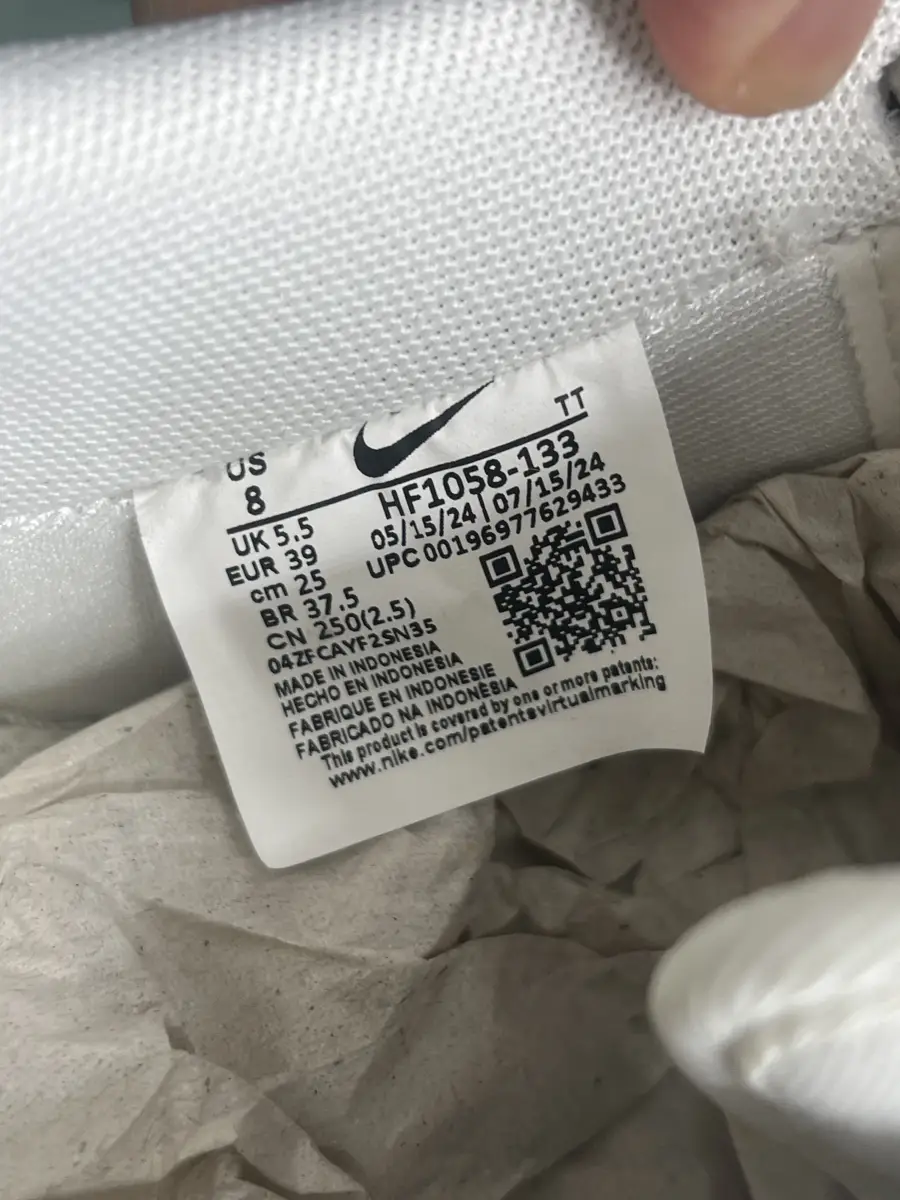 US
8
TT
HF1058-133
05/15/24|07/15/24
UPC 00196977629433
UK 5.5
EUR 39
cm 25
BR 37.5
CN 250(2.5)
04ZFCAYF2SN35
MADE IN INDONESIA
HECHO EN INDONESIA
FABRIQUE EN INDONESIE
FABRICADO NA INDONÉSIA
This product is covered by one or more patents:
www.nike.com/patentsvirtualmarking